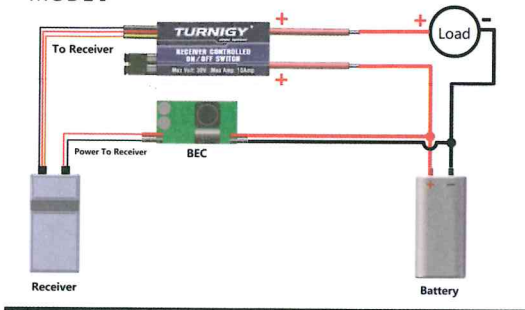 +
+
-
TURNIGY
Load
To Receiver
RECEIVER CONTROLLED
ON/OFF SWITCH
Max Volt: 30V Max Amp: 10Amp
+
Power To Receiver
BEC
+ -
Receiver
Battery